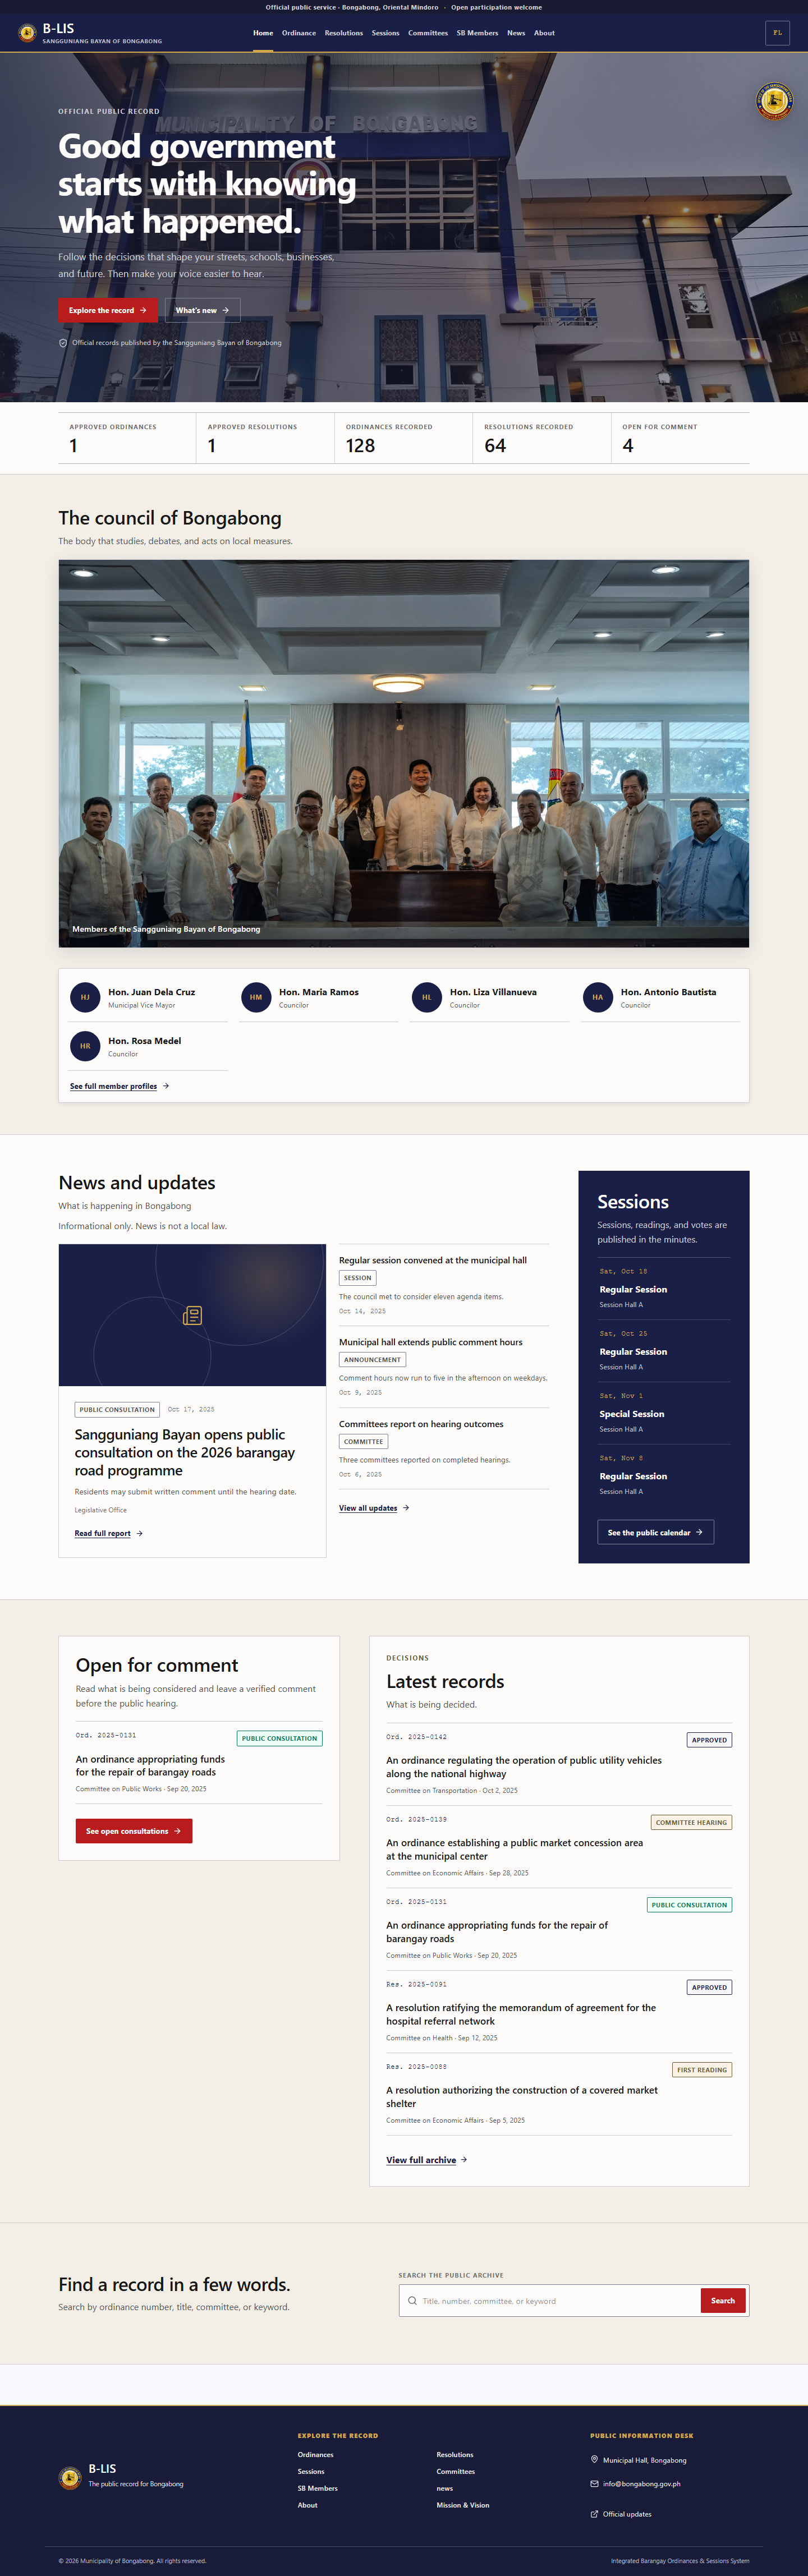 Official public service · Bongabong, Oriental Mindoro · Open participation welcome
B-LIS
SANGGUNIANG BAYAN OF BONGABONG
Home Ordinance Resolutions Sessions Committees SB Members News About
FL
MUNICIPALITY OF BONGABONG
OFFICIAL PUBLIC RECORD
Good government
starts with knowing
what happened.
Follow the decisions that shape your streets, schools, businesses,
and future. Then make your voice easier to hear.
Explore the record →
What's new →
Official records published by the Sangguniang Bayan of Bongabong
APPROVED ORDINANCES
1
APPROVED RESOLUTIONS
1
ORDINANCES RECORDED
128
RESOLUTIONS RECORDED
64
OPEN FOR COMMENT
4
The council of Bongabong
The body that studies, debates, and acts on local measures.
Members of the Sangguniang Bayan of Bongabong
HJ
Hon. Juan Dela Cruz
Municipal Vice Mayor
HM
Hon. Maria Ramos
Councilor
HL
Hon. Liza Villanueva
Councilor
HA
Hon. Antonio Bautista
Councilor
HR
Hon. Rosa Medel
Councilor
See full member profiles →
News and updates
What is happening in Bongabong
Informational only. News is not a local law.
PUBLIC CONSULTATION Oct 17, 2025
Sangguniang Bayan opens public
consultation on the 2026 barangay
road programme
Residents may submit written comment until the hearing date.
Legislative Office
Read full report →
Regular session convened at the municipal hall
SESSION
The council met to consider eleven agenda items.
Oct 14, 2025
Municipal hall extends public comment hours
ANNOUNCEMENT
Comment hours now run to five in the afternoon on weekdays.
Oct 9, 2025
Committees report on hearing outcomes
COMMITTEE
Three committees reported on completed hearings.
Oct 6, 2025
View all updates →
Sessions
Sessions, readings, and votes are
published in the minutes.
Sat, Oct 18
Regular Session
Session Hall A
Sat, Oct 25
Regular Session
Session Hall A
Sat, Nov 1
Special Session
Session Hall A
Sat, Nov 8
Regular Session
Session Hall A
See the public calendar →
Open for comment
Read what is being considered and leave a verified comment
before the public hearing.
Ord. 2025-0131
PUBLIC CONSULTATION
An ordinance appropriating funds
for the repair of barangay roads
Committee on Public Works · Sep 20, 2025
See open consultations →
DECISIONS
Latest records
What is being decided.
Ord. 2025-0142
APPROVED
An ordinance regulating the operation of public utility vehicles
along the national highway
Committee on Transportation · Oct 2, 2025
Ord. 2025-0139
COMMITTEE HEARING
An ordinance establishing a public market concession area
at the municipal center
Committee on Economic Affairs · Sep 28, 2025
Ord. 2025-0131
PUBLIC CONSULTATION
An ordinance appropriating funds for the repair of
barangay roads
Committee on Public Works · Sep 20, 2025
Res. 2025-0091
APPROVED
A resolution ratifying the memorandum of agreement for the
hospital referral network
Committee on Health · Sep 12, 2025
Res. 2025-0088
FIRST READING
A resolution authorizing the construction of a covered market
shelter
Committee on Economic Affairs · Sep 5, 2025
View full archive →
Find a record in a few words.
Search by ordinance number, title, committee, or keyword.
SEARCH THE PUBLIC ARCHIVE
Title, number, committee, or keyword
Search
B-LIS
The public record for Bongabong
EXPLORE THE RECORD
Ordinances Resolutions
Sessions Committees
SB Members news
About Mission & Vision
PUBLIC INFORMATION DESK
Municipal Hall, Bongabong
info@bongabong.gov.ph
Official updates
© 2026 Municipality of Bongabong. All rights reserved.
Integrated Barangay Ordinances & Sessions System